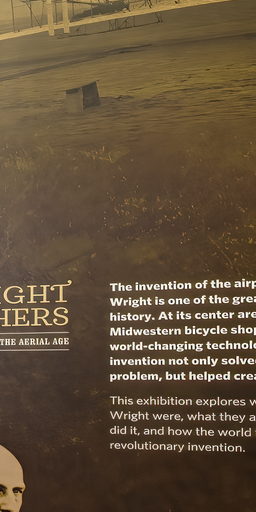 IGHT
HERS
THE AERIAL AGE
The invention of the airp
Wright is one of the grea
history. At its center are
Midwestern bicycle shop
world-changing technolo
invention not only solve
problem, but helped crea
This exhibition explores w
Wright were, what they a
did it, and how the world
revolutionary invention.